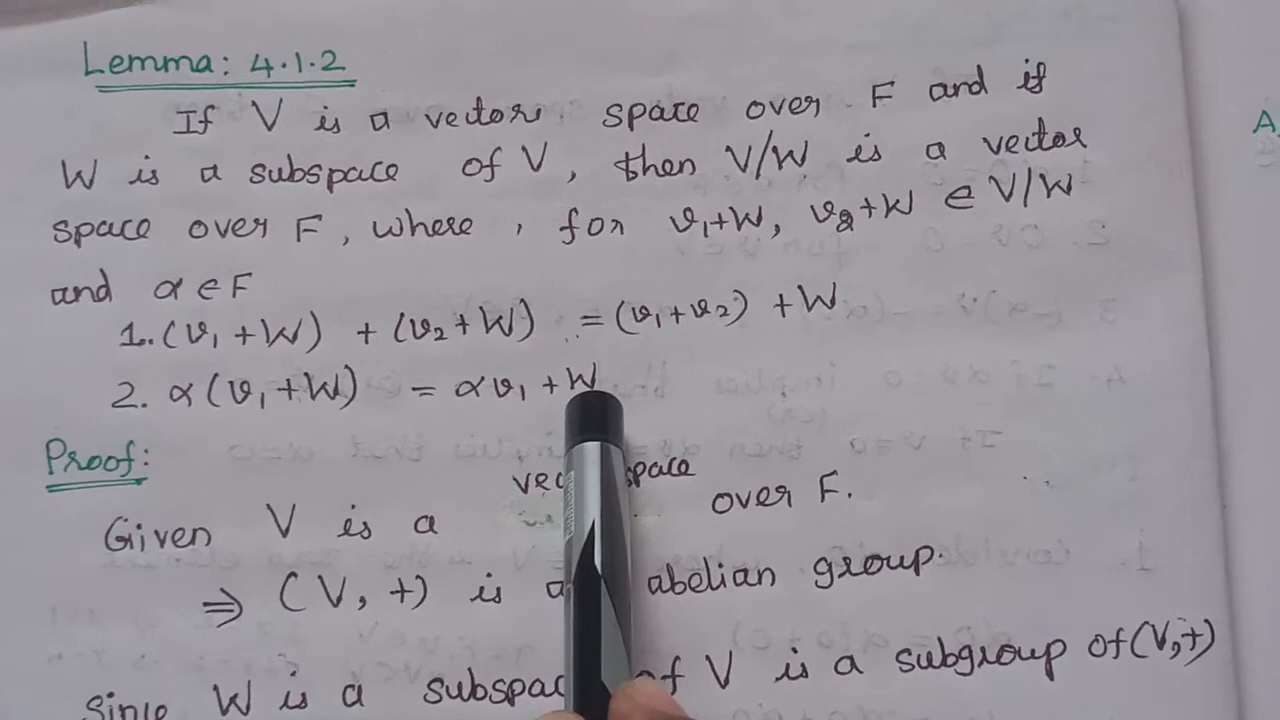 Lemma: 4.1.2
If V is a vector space over F and if
W is a subspace of V, then V/W is a vector
space over F, where, for v₁+W, v₂+W ∈ V/W
and α ∈ F
1. (v₁+W) + (v₂+W) = (v₁+v₂) + W
2. α(v₁+W) = αv₁+W
Proof:
Given V is a space over F.
⇒ (V, +) is abelian group.
Since W is a of V is a subgroup of (V,+)
A.